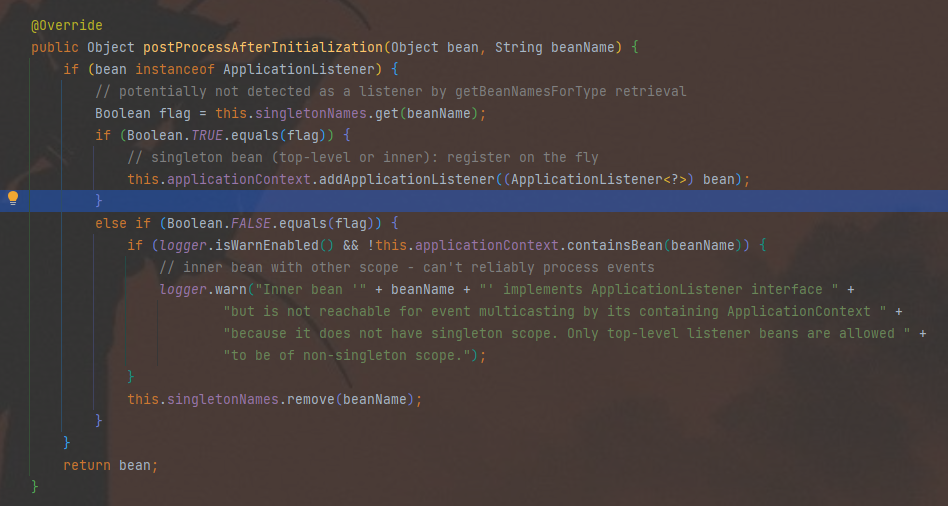 @Override
public Object postProcessAfterInitialization(Object bean, String beanName) {
    if (bean instanceof ApplicationListener) {
        // potentially not detected as a listener by getBeanNamesForType retrieval
        Boolean flag = this.singletonNames.get(beanName);
        if (Boolean.TRUE.equals(flag)) {
            // singleton bean (top-level or inner): register on the fly
            this.applicationContext.addApplicationListener((ApplicationListener<?>) bean);
        }
        else if (Boolean.FALSE.equals(flag)) {
            if (logger.isWarnEnabled() && !this.applicationContext.containsBean(beanName)) {
                // inner bean with other scope - can't reliably process events
                logger.warn("Inner bean '" + beanName + "' implements ApplicationListener interface " +
                        "but is not reachable for event multicasting by its containing ApplicationContext " +
                        "because it does not have singleton scope. Only top-level listener beans are allowed " +
                        "to be of non-singleton scope.");
            }
            this.singletonNames.remove(beanName);
        }
    }
    return bean;
}